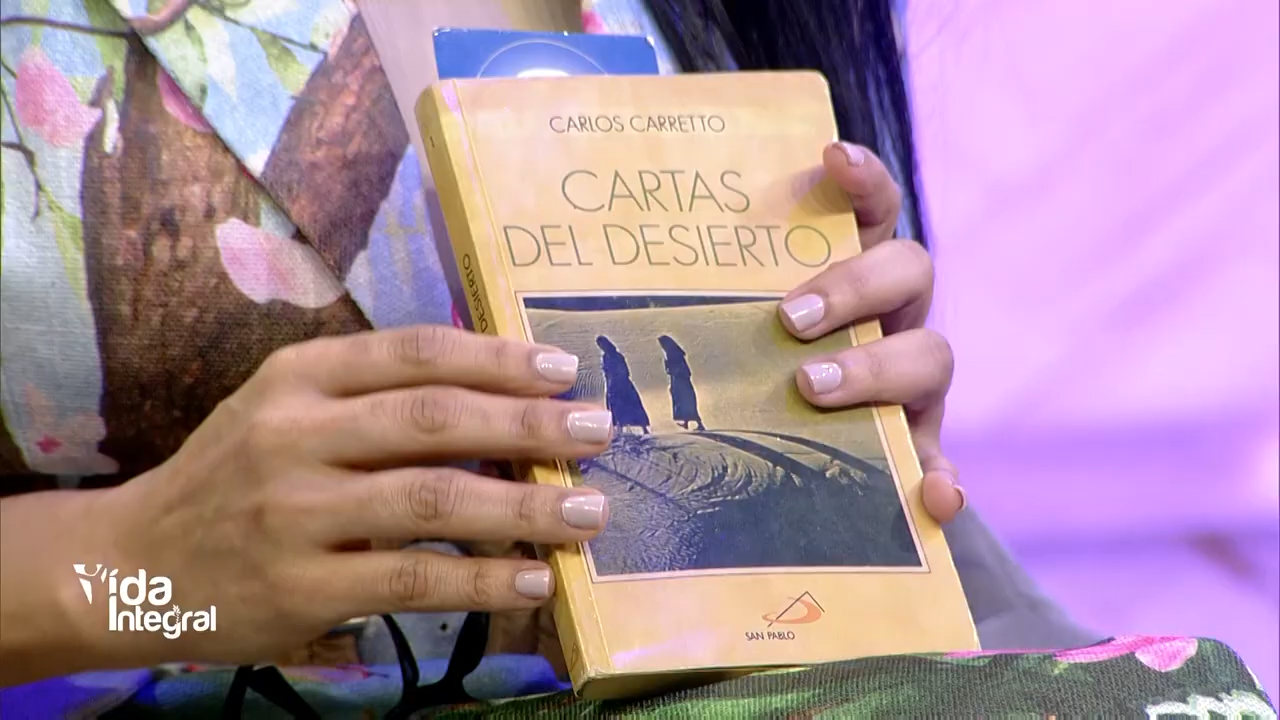 CARLOS CARRETTO
CARTAS
DEL DESIERTO
DESIERTO
SAN PABLO
Vida
Integral